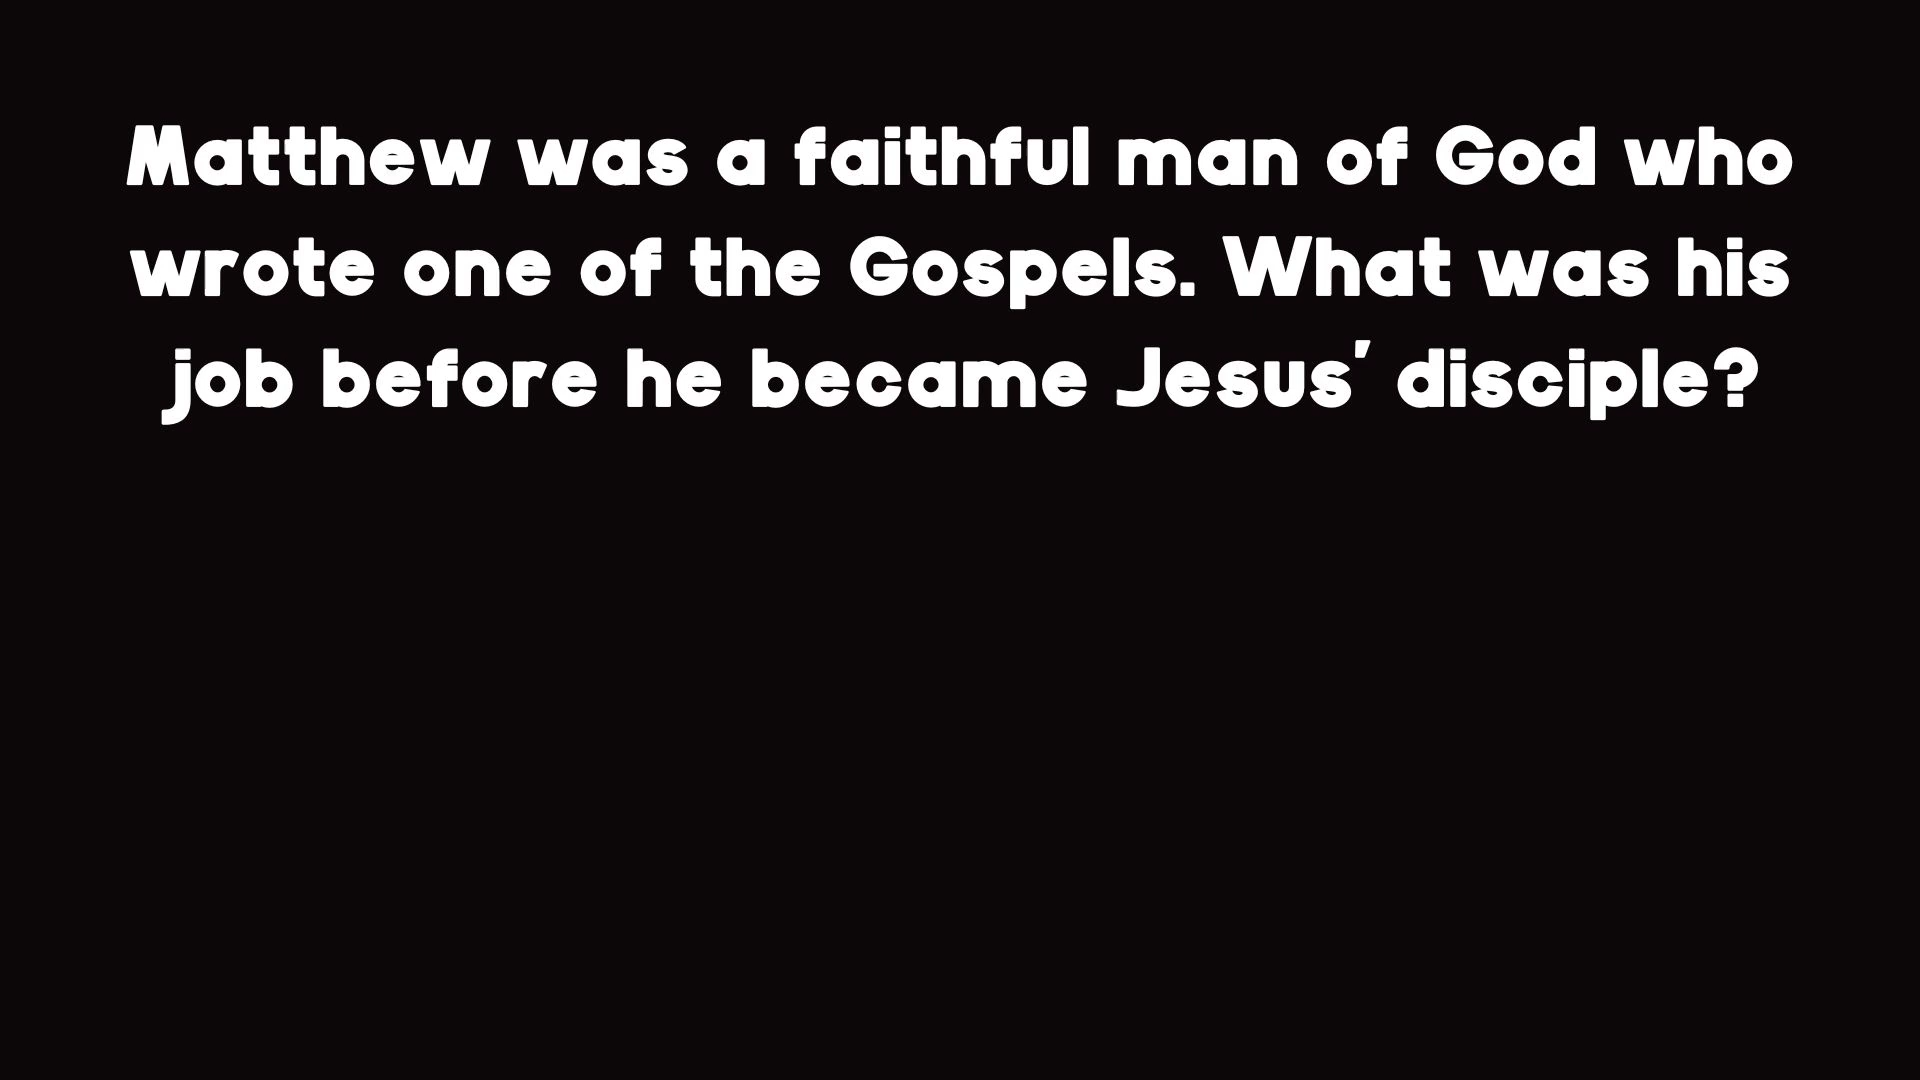 Matthew was a faithful man of God who
wrote one of the Gospels. What was his
job before he became Jesus' disciple?